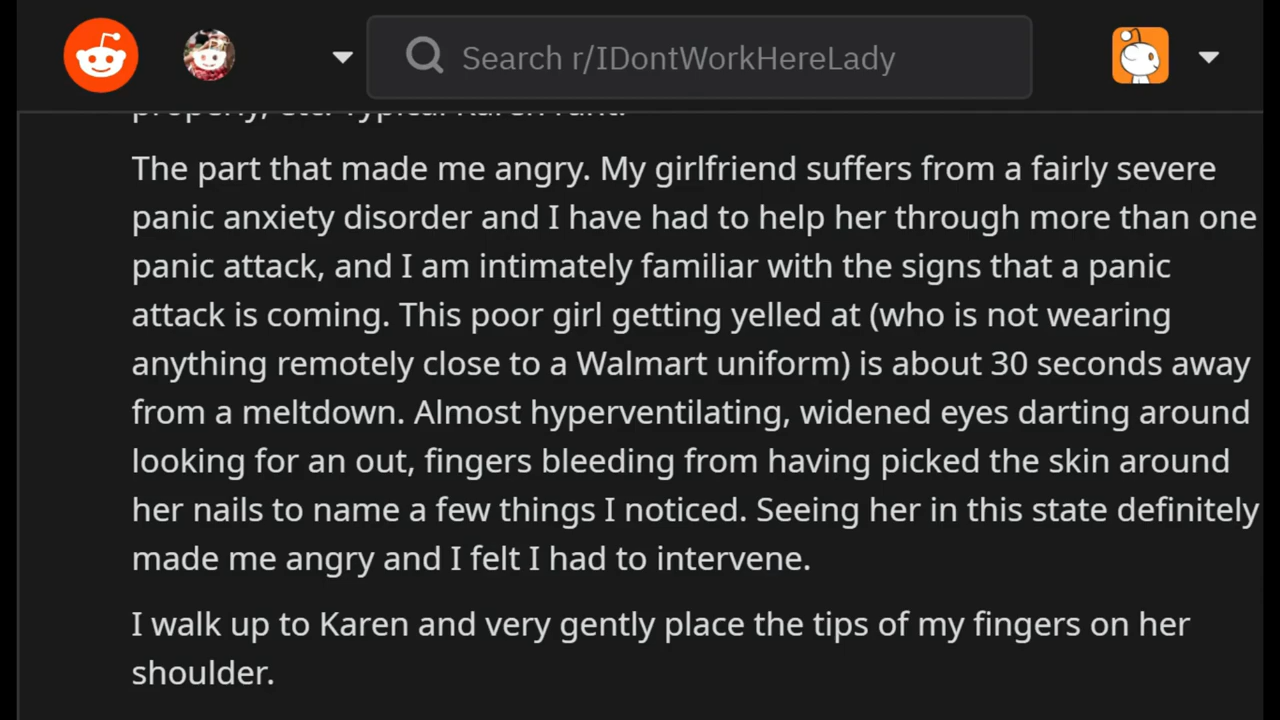 Search r/IDontWorkHereLady
properly, etc. Typical Karen rant.
The part that made me angry. My girlfriend suffers from a fairly severe
panic anxiety disorder and I have had to help her through more than one
panic attack, and I am intimately familiar with the signs that a panic
attack is coming. This poor girl getting yelled at (who is not wearing
anything remotely close to a Walmart uniform) is about 30 seconds away
from a meltdown. Almost hyperventilating, widened eyes darting around
looking for an out, fingers bleeding from having picked the skin around
her nails to name a few things I noticed. Seeing her in this state definitely
made me angry and I felt I had to intervene.
I walk up to Karen and very gently place the tips of my fingers on her
shoulder.